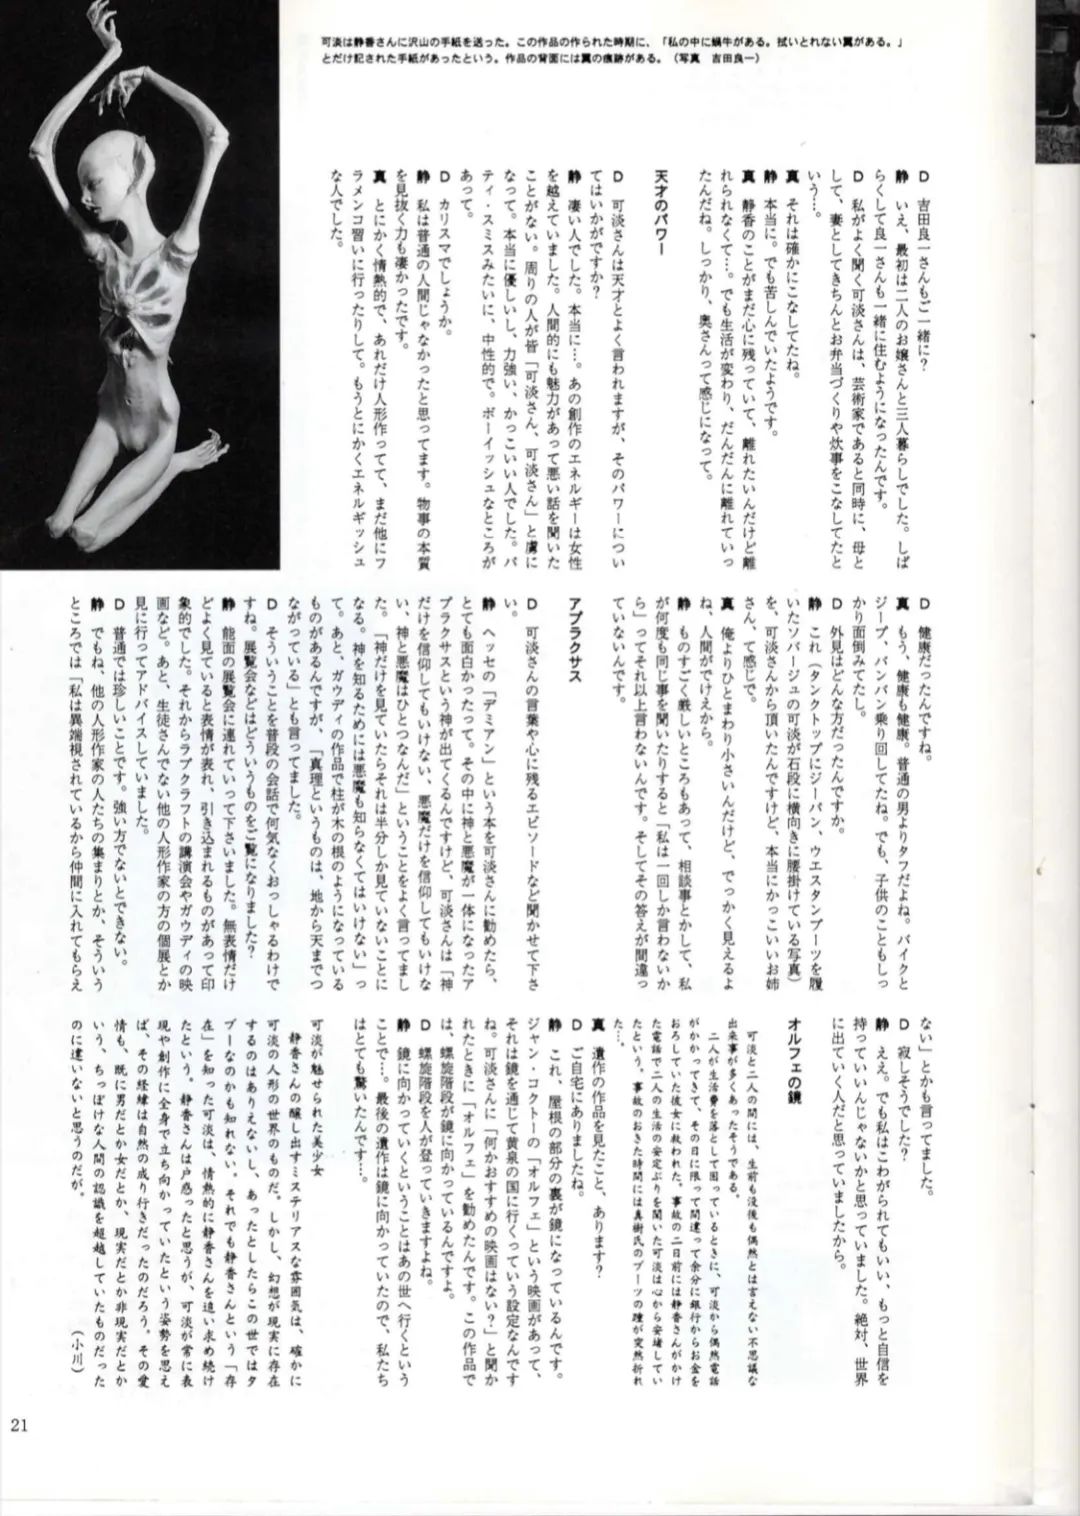 可淡は静香さんに沢山の手紙を送った。この作品の作られた時期に、「私の中に蝸牛がある。拭いとれない翼がある。」
とだけ記された手紙があったという。作品の背面には翼の痕跡がある。（写真　吉田良一）
D　吉田良一さんもご一緒に？
静　いえ、最初は二人のお嬢さんと三人暮らしでした。しば
らくして良一さんも一緒に住むようになったんです。
D　私がよく聞く可淡さんは、芸術家であると同時に、母と
して、妻としてきちんとお弁当づくりや炊事をこなしてたと
いう…。
真　それは確かにこなしてたね。
静　本当に。でも苦しんでいたようです。
真　静香のことがまだ心に残っていて、離れたいんだけど離
れられなくて…。でも生活が変わり、だんだんに離れていっ
たんだね。しっかり、奥さんって感じになって。
天才のパワー
D　可淡さんは天才とよく言われますが、そのパワーについ
てはいかがですか？
静　凄い人でした。本当に…。あの創作のエネルギーは女性
を越えていました。人間的にも魅力があって悪い話を聞いた
ことがない。周りの人が皆「可淡さん、可淡さん」と虜に
なって。本当に優しいし、力強い、かっこいい人でした。パ
ティ・スミスみたいに、中性的で。ボーイッシュなところが
あって。
D　カリスマでしょうか。
静　私は普通の人間じゃなかったと思ってます。物事の本質
を見抜く力も凄かったです。
真　とにかく情熱的で、あれだけ人形作ってて、まだ他にフ
ラメンコ習いに行ったりして。もうとにかくエネルギッシュ
な人でした。
D　健康だったんですね。
真　もう、健康も健康。普通の男よりタフだよね。バイクと
ジープ、バンバン乗り回してたね。でも、子供のこともしっ
かり面倒みてたし。
D　外見はどんな方だったんですか。
静　これ（タンクトップにジーパン、ウエスタンブーツを履
いたソバージュの可淡が石段に横向きに腰掛けている写真）
を、可淡さんから頂いたんですけど、本当にかっこいいお姉
さん、て感じで。
真　俺よりひとまわり小さいんだけど、でっかく見えるよ
ね、人間がでけえから。
静　ものすごく厳しいところもあって、相談事とかして、私
が何度も同じ事を聞いたりすると「私は一回しか言わないか
ら」ってそれ以上言わないんです。そしてその答えが間違っ
ていないんです。
アブラクサス
D　可淡さんの言葉や心に残るエピソードなど聞かせて下さ
い。
静　ヘッセの「デミアン」という本を可淡さんに勧めたら、
とても面白かったって。その中に神と悪魔が一体になったア
ブラクサスという神が出てくるんですけど、可淡さんは「神
だけを信仰してもいけない、悪魔だけを信仰してもいけな
い、神と悪魔はひとつなんだ」ということをよく言ってまし
た。「神だけを見ていたらそれは半分しか見ていないことに
なる。神を知るためには悪魔も知らなくてはいけない」っ
て。あと、ガウディの作品で柱が木の根のようになっている
ものがあるんですが、「真理というものは、地から天までつ
ながっている」とも言ってました。
D　そういうことを普段の会話で何気なくおっしゃるわけで
すね。展覧会などはどういうものをご覧になりました？
静　能面の展覧会に連れていって下さいました。無表情だけ
どよく見ていると表情が表れ、引き込まれるものがあって印
象的でした。それからラブクラフトの講演会やガウディの映
画など。あと、生徒さんでない他の人形作家の方の個展とか
見に行ってアドバイスしていました。
D　普通では珍しいことです。強い方でないとできない。
静　でもね、他の人形作家の人たちの集まりとか、そういう
ところでは「私は異端視されているから仲間に入れてもらえ
ない」とかも言ってました。
D　寂しそうでした？
静　ええ。でも私はこわがられてもいい、もっと自信を
持っていいんじゃないかと思っていました。絶対、世界
に出ていく人だと思っていましたから。
オルフェの鏡
可淡と二人の間には、生前も没後も偶然とは言えない不思議な
出来事が多くあったそうである。
二人が生活費を落として困っているときに、可淡から偶然電話
がかかってきて、その日に限って間違って余分に銀行からお金を
おろしていた彼女に救われた。事故の二日前には静香さんがかけ
た電話で二人の生活の安定ぶりを聞いた可淡は心から安堵してい
たという。事故のおきた時間には真樹氏のブーツの踵が突然折れ
た…。
真　遺作の作品を見たこと、あります？
D　ご自宅にありましたね。
静　これ、屋根の部分の裏が鏡になっているんです。
ジャン・コクトーの「オルフェ」という映画があって、
それは鏡を通じて黄泉の国に行くっていう設定なんです
ね。可淡さんに「何かおすすめの映画はない？」と聞か
れたときに「オルフェ」を勧めたんです。この作品で
は、螺旋階段が鏡に向かっているんですよ。
D　螺旋階段を人が登っていきますよね。
静　鏡に向かっていくということはあの世へ行くという
ことで…。最後の遺作は鏡に向かっていたので、私たち
はとても驚いたんです…。
可淡が魅せられた美少女
静香さんの醸し出すミステリアスな雰囲気は、確かに
可淡の人形の世界のものだ。しかし、幻想が現実に存在
するのはありえないし、あったとしたらこの世ではタ
ブーなのかも知れない。それでも静香さんという「存
在」を知った可淡は、情熱的に静香さんを追い求め続け
たという。静香さんは戸惑ったと思うが、可淡が常に表
現や創作に全身で立ち向かっていたという姿勢を思え
ば、その経緯は自然の成り行きだったのだろう。その愛
情も、既に男だとか女だとか、現実だとか非現実だとか
いう、ちっぽけな人間の認識を超越していたものだった
のに違いないと思うのだが。
（小川）
21